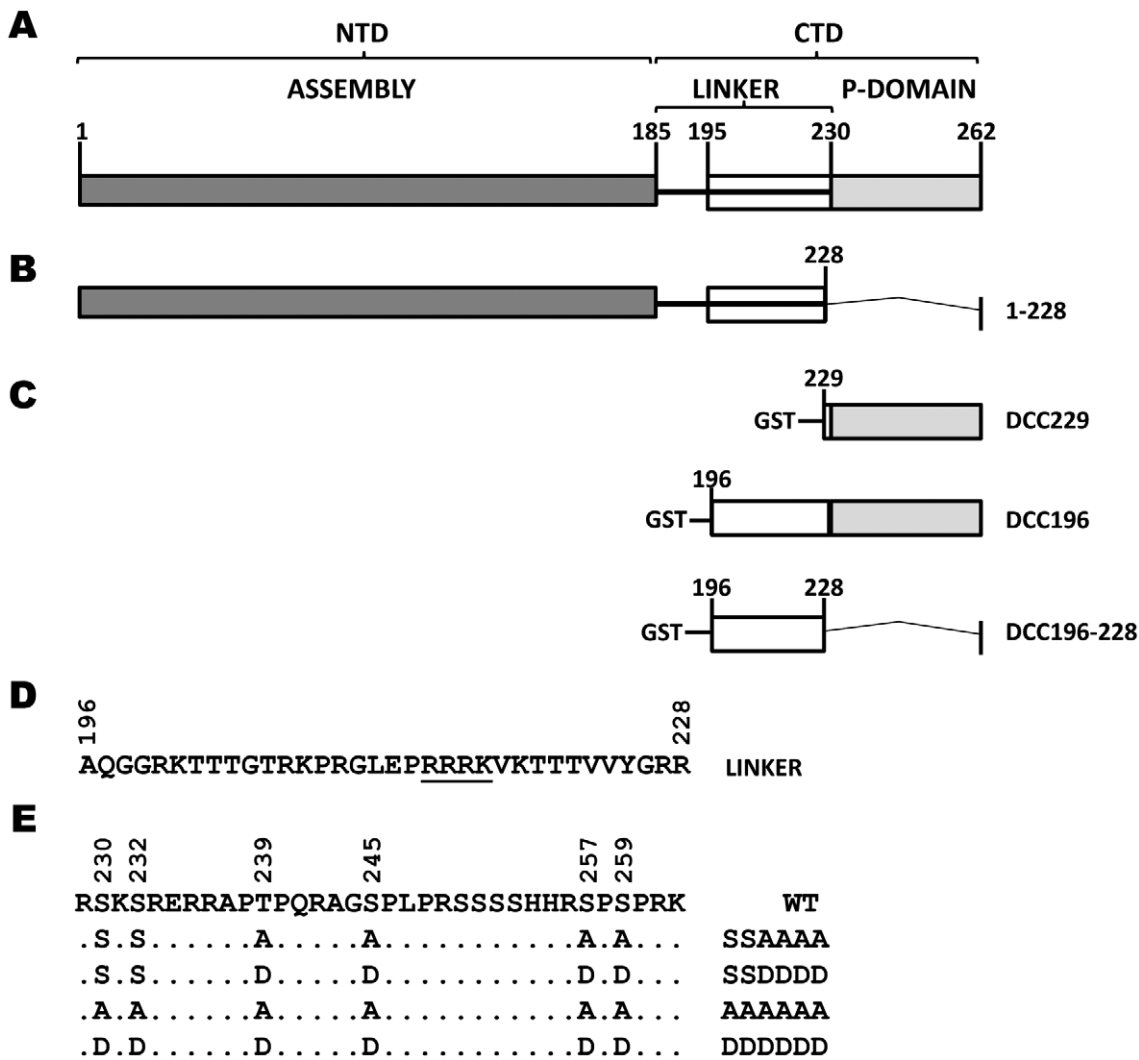 A
NTD CTD
ASSEMBLY LINKER P-DOMAIN
1 185 195 230 262
B
228
1-228
C
229
GST DCC229
196
GST DCC196
196 228
GST DCC196-228
D
196 228
AQGGRKTTTGTRKPRGLEPRRRKVKTTTVVYGRR LINKER
E
230 232 239 245 257 259
RSKSRERRAPTPQRAGSPLPRSSSSHHRSPSPRK WT
.S.S......A.....A...........A.A... SSAAAA
.S.S......D.....D...........D.D... SSDDDD
.A.A......A.....A...........A.A... AAAAAA
.D.D......D.....D...........D.D... DDDDDD